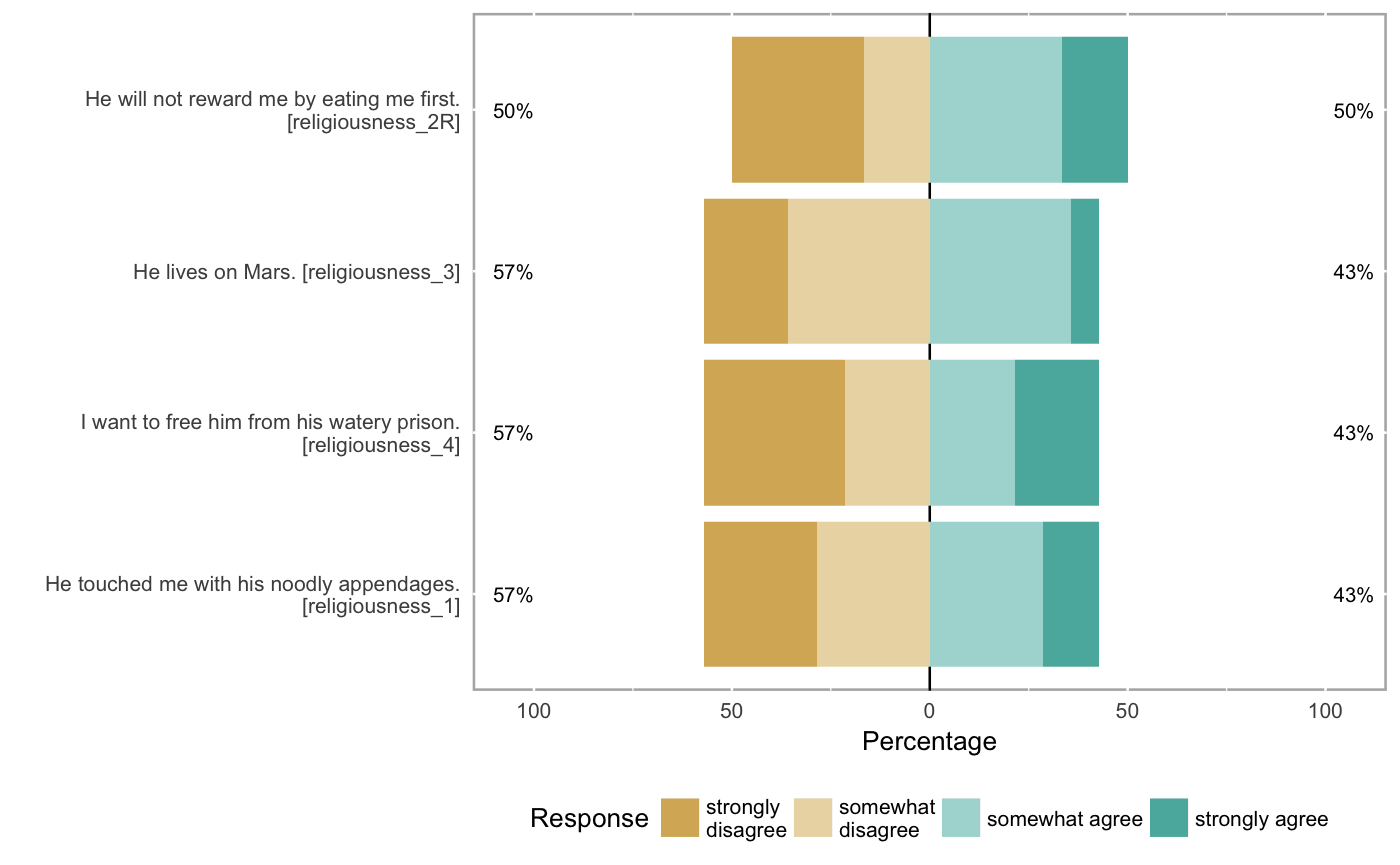 He will not reward me by eating me first.
[religiousness_2R]
50%
50%
He lives on Mars. [religiousness_3]
57%
43%
I want to free him from his watery prison.
[religiousness_4]
57%
43%
He touched me with his noodly appendages.
[religiousness_1]
57%
43%
100 50 0 50 100
Percentage
Response
strongly
disagree
somewhat
disagree
somewhat agree
strongly agree